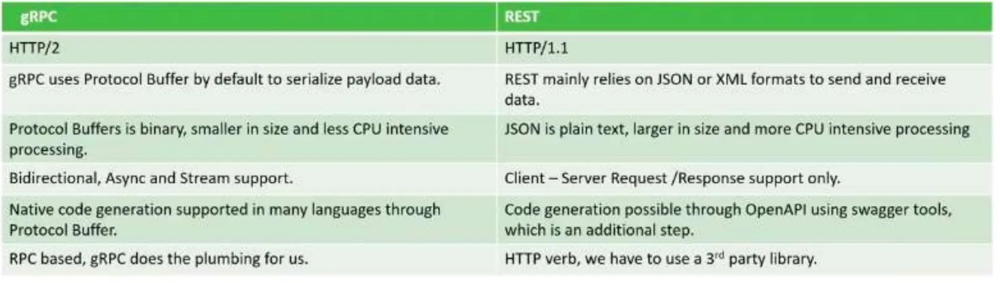 gRPC
REST
HTTP/2
HTTP/1.1
gRPC uses Protocol Buffer by default to serialize payload data.
REST mainly relies on JSON or XML formats to send and receive
data.
Protocol Buffers is binary, smaller in size and less CPU intensive
processing.
JSON is plain text, larger in size and more CPU intensive processing
Bidirectional, Async and Stream support.
Client – Server Request /Response support only.
Native code generation supported in many languages through
Protocol Buffer.
Code generation possible through OpenAPI using swagger tools,
which is an additional step.
RPC based, gRPC does the plumbing for us.
HTTP verb, we have to use a 3rd party library.